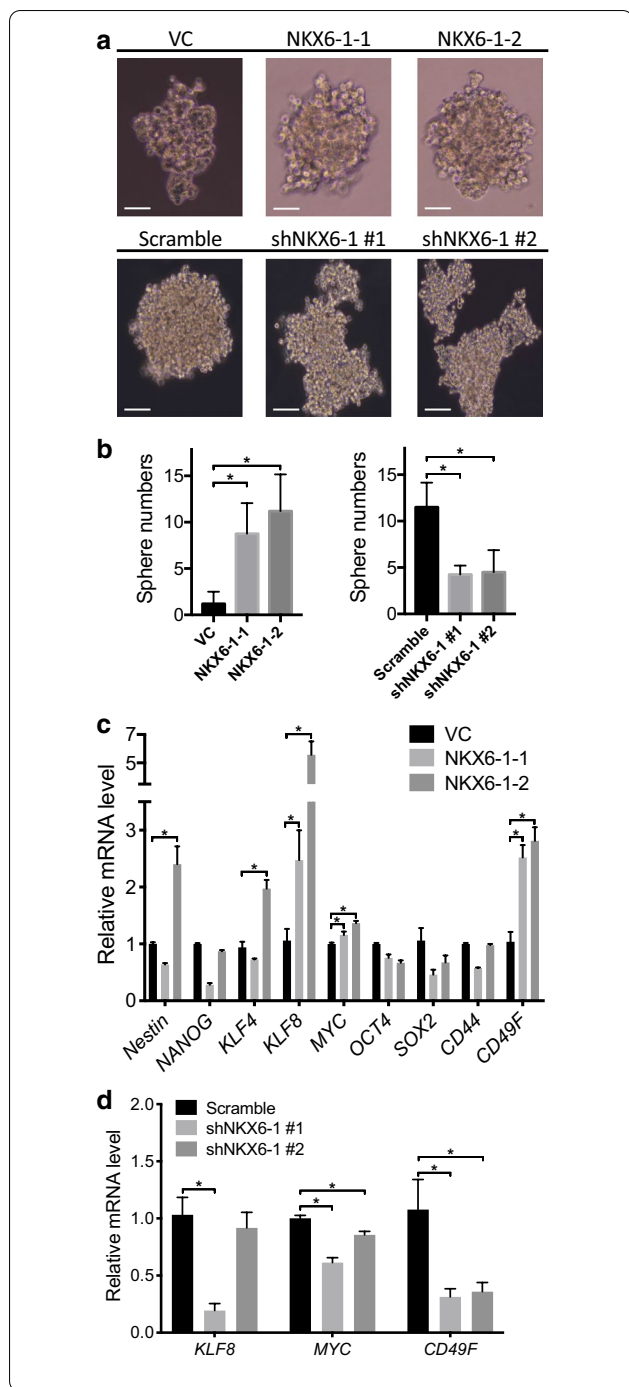 a
VC NKX6-1-1 NKX6-1-2
Scramble shNKX6-1 #1 shNKX6-1 #2
b
Sphere numbers
15
10
5
0
* *
VC NKX6-1-1 NKX6-1-2
Sphere numbers
15
10
5
0
* *
Scramble shNKX6-1 #1 shNKX6-1 #2
c
Relative mRNA level
7
5
3
2
1
0
VC
NKX6-1-1
NKX6-1-2
* * * * * * * *
Nestin NANOG KLF4 KLF8 MYC OCT4 SOX2 CD44 CD49F
d
Relative mRNA level
2.0
1.5
1.0
0.5
0.0
Scramble
shNKX6-1 #1
shNKX6-1 #2
* * * * *
KLF8 MYC CD49F